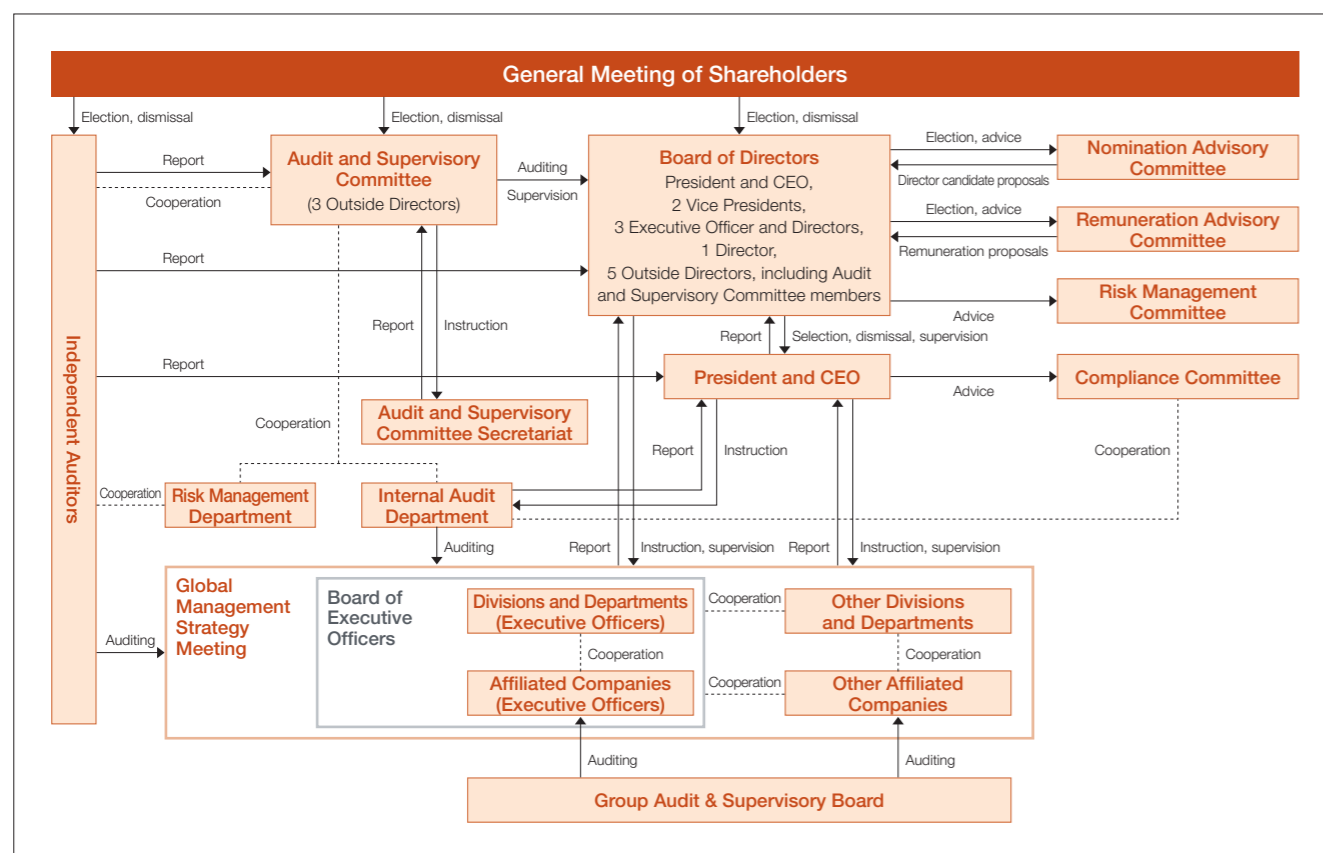 General Meeting of Shareholders
Election, dismissal
Election, dismissal
Election, dismissal
Independent Auditors
Report
Cooperation
Audit and Supervisory
Committee
(3 Outside Directors)
Auditing
Supervision
Board of Directors
President and CEO,
2 Vice Presidents,
3 Executive Officer and Directors,
1 Director,
5 Outside Directors, including Audit
and Supervisory Committee members
Election, advice
Director candidate proposals
Nomination Advisory
Committee
Election, advice
Remuneration proposals
Remuneration Advisory
Committee
Report
Advice
Risk Management
Committee
Report
Instruction
Report
Selection, dismissal, supervision
Report
President and CEO
Advice
Compliance Committee
Audit and Supervisory
Committee Secretariat
Cooperation
Report
Instruction
Cooperation
Cooperation
Risk Management
Department
Internal Audit
Department
Auditing
Report
Instruction, supervision
Report
Instruction, supervision
Auditing
Global
Management
Strategy
Meeting
Board of
Executive
Officers
Divisions and Departments
(Executive Officers)
Cooperation
Other Divisions
and Departments
Cooperation
Cooperation
Affiliated Companies
(Executive Officers)
Cooperation
Other Affiliated
Companies
Auditing
Auditing
Group Audit & Supervisory Board